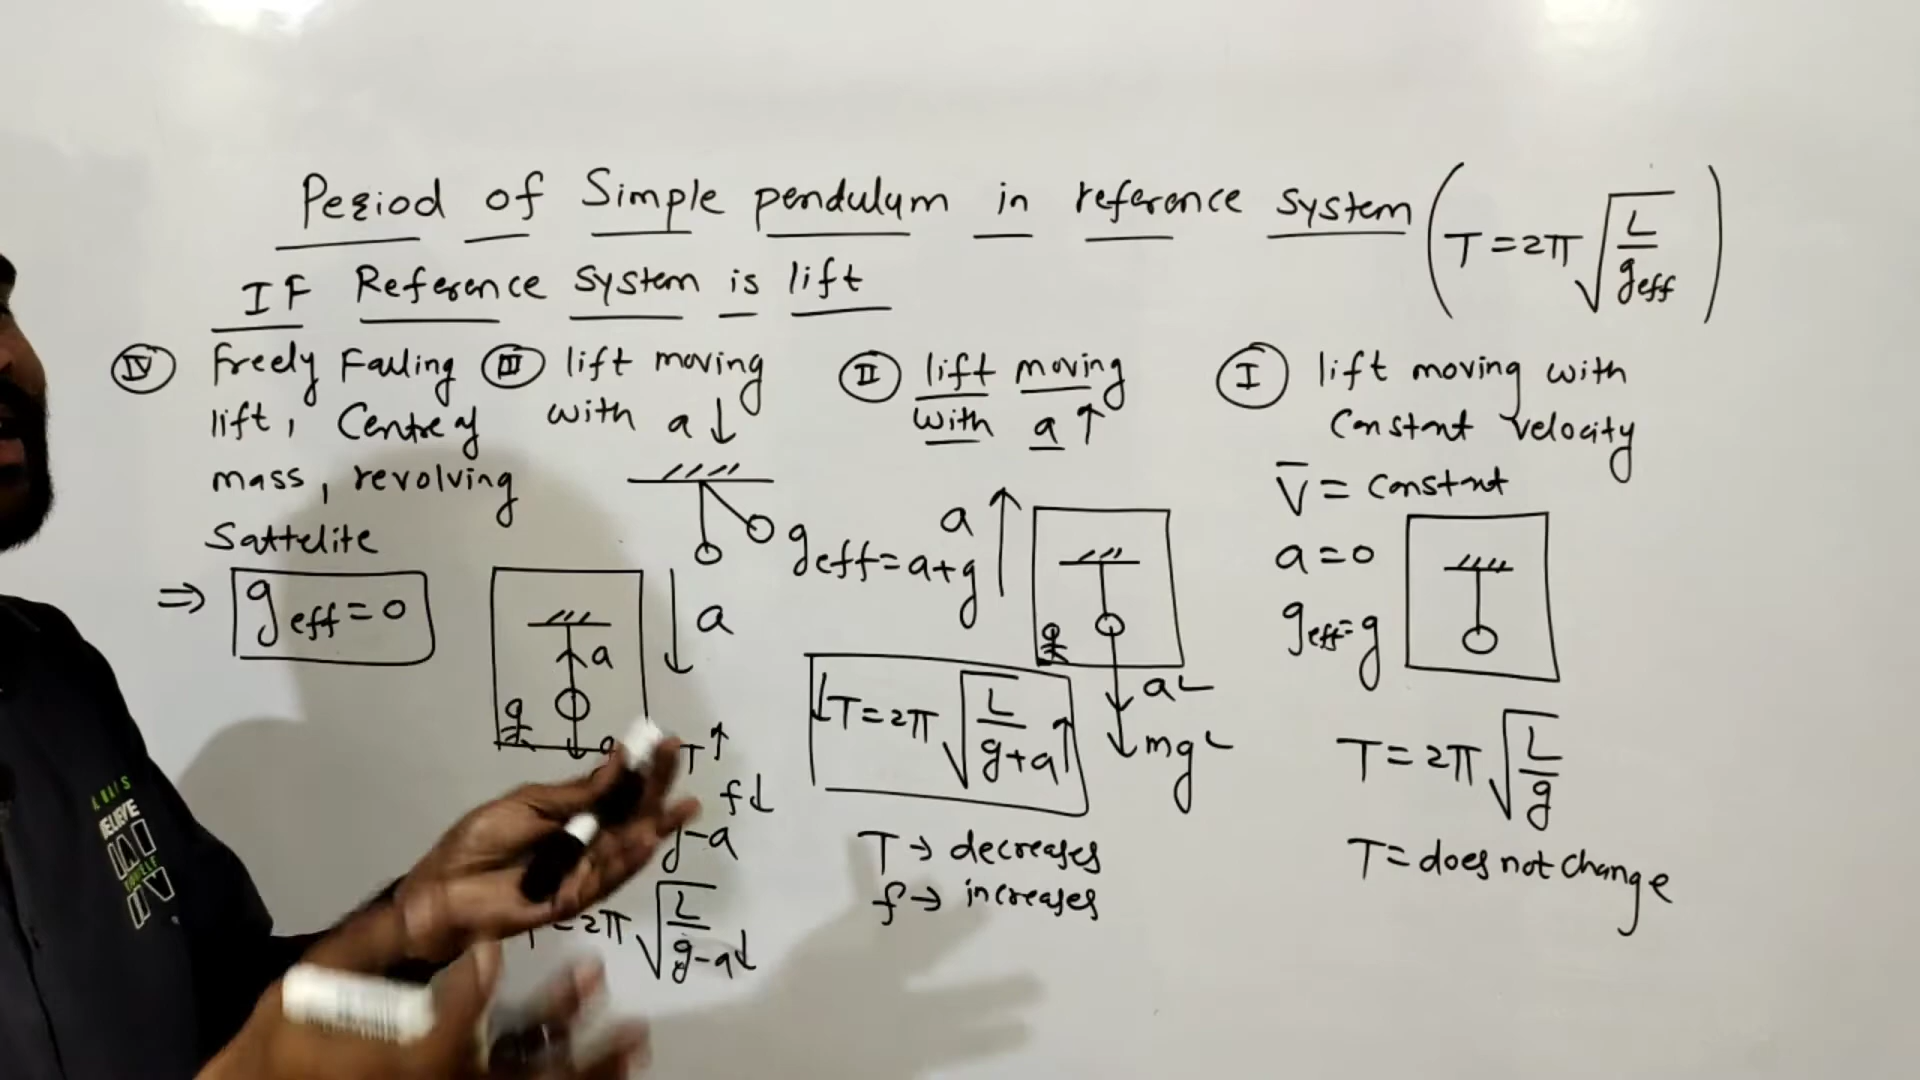 Period of Simple pendulum in reference system (T=2π√(L/geff))
IF Reference system is lift
(IV) Freely Falling
lift, Centre of
mass, revolving
Sattelite
⇒ geff=0
(III) lift moving
with a↓
a
a
T↑
f↓
g-a
=2π√(L/(g-a↓))
(II) lift moving
with a↑
a
geff=a+g
a
mg
↓T=2π√(L/(g+a↑))
T→ decreases
f→ increases
(I) lift moving with
Constant velocity
V̄ = constant
a=0
geff=g
T=2π√(L/g)
T=does not change
BELIEVE
IN